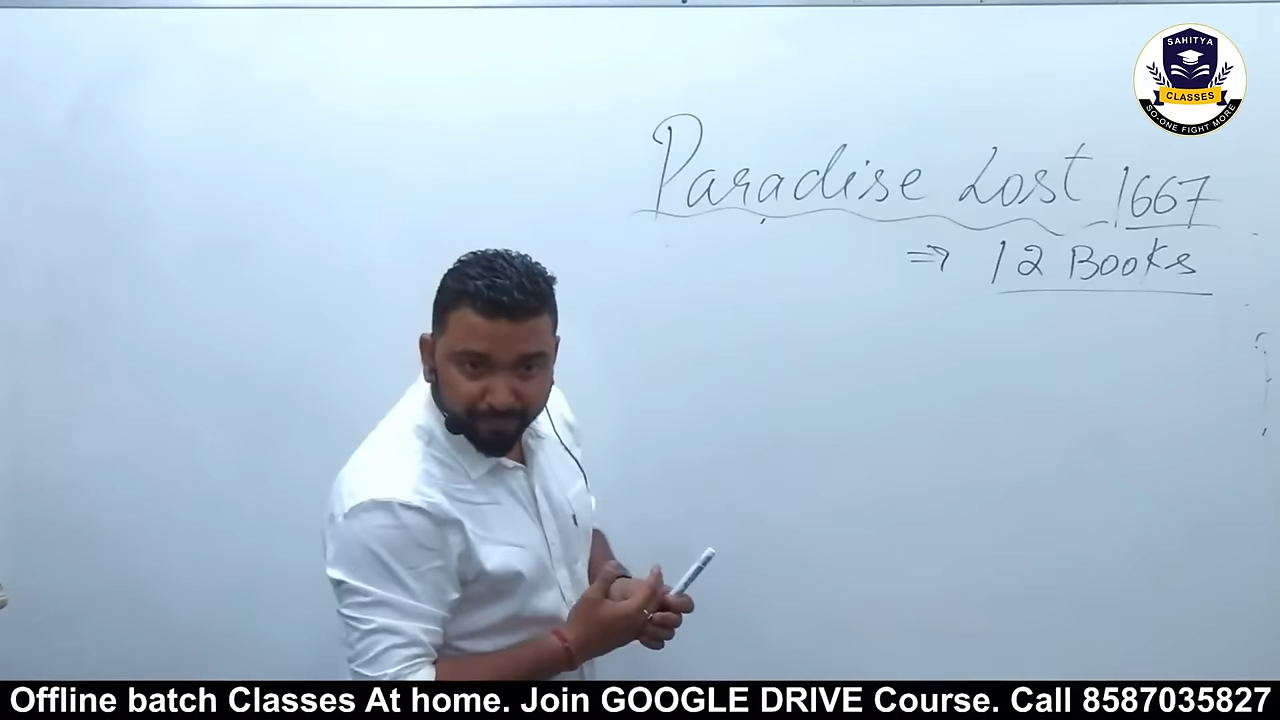 SAHITYA
CLASSES
SO-ONE FIGHT MORE
Paradise Lost 1667
⇒ 12 Books
Offline batch Classes At home. Join GOOGLE DRIVE Course. Call 8587035827